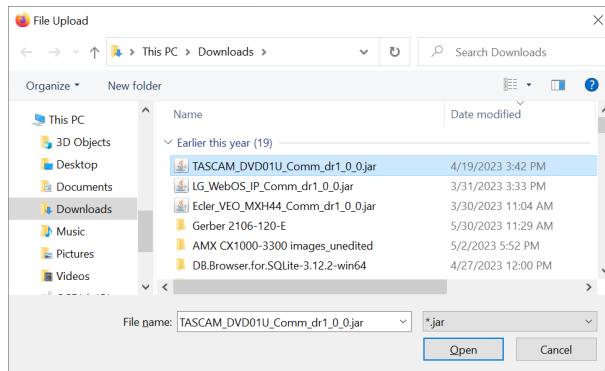 File Upload
This PC > Downloads >
Search Downloads
Organize
New folder
Name
Date modified
This PC
3D Objects
Desktop
Documents
Downloads
Music
Pictures
Videos
Earlier this year (19)
TASCAM_DVD01U_Comm_dr1_0_0.jar 4/19/2023 3:42 PM
LG_WebOS_IP_Comm_dr1_0_0.jar 3/31/2023 3:33 PM
Ecler_VEO_MXH44_Comm_dr1_0_0.jar 3/30/2023 11:04 AM
Gerber 2106-120-E 5/30/2023 11:29 AM
AMX CX1000-3300 images_unedited 5/2/2023 5:52 PM
DB.Browser.for.SQLite-3.12.2-win64 4/27/2023 12:00 PM
File name: TASCAM_DVD01U_Comm_dr1_0_0.jar
*.jar
Open
Cancel